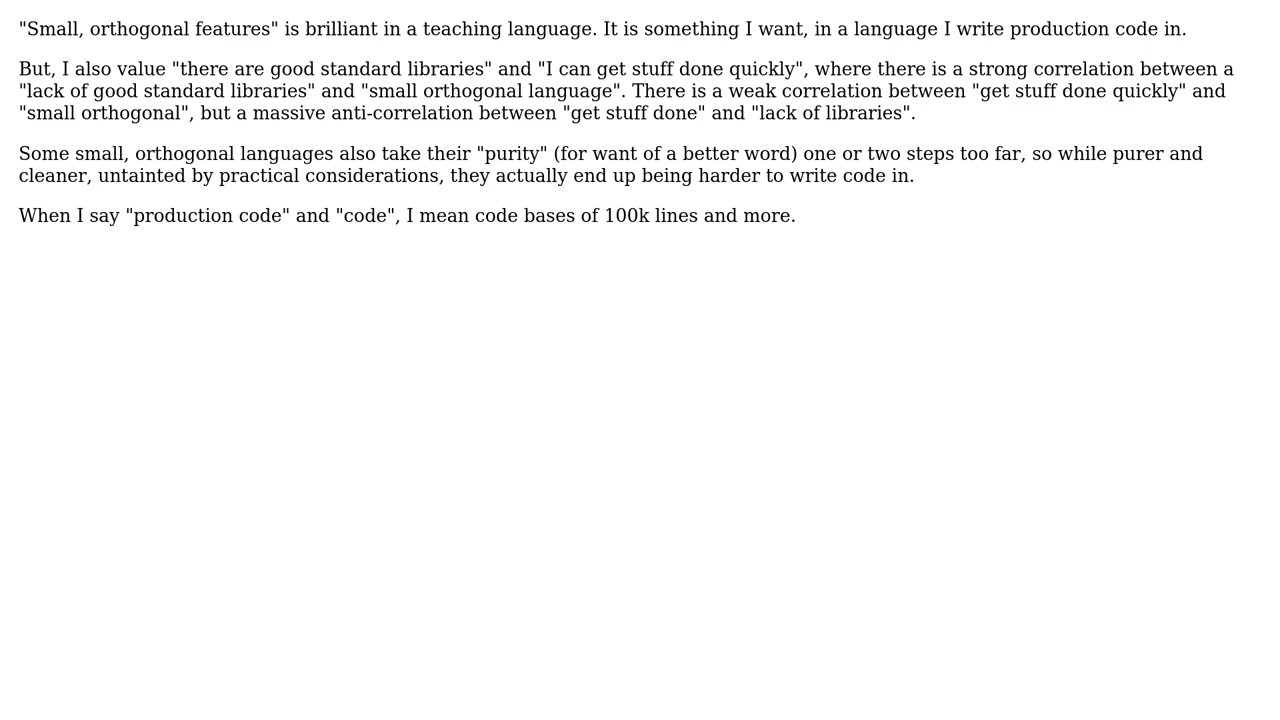 "Small, orthogonal features" is brilliant in a teaching language. It is something I want, in a language I write production code in.
But, I also value "there are good standard libraries" and "I can get stuff done quickly", where there is a strong correlation between a
"lack of good standard libraries" and "small orthogonal language". There is a weak correlation between "get stuff done quickly" and
"small orthogonal", but a massive anti-correlation between "get stuff done" and "lack of libraries".
Some small, orthogonal languages also take their "purity" (for want of a better word) one or two steps too far, so while purer and
cleaner, untainted by practical considerations, they actually end up being harder to write code in.
When I say "production code" and "code", I mean code bases of 100k lines and more.